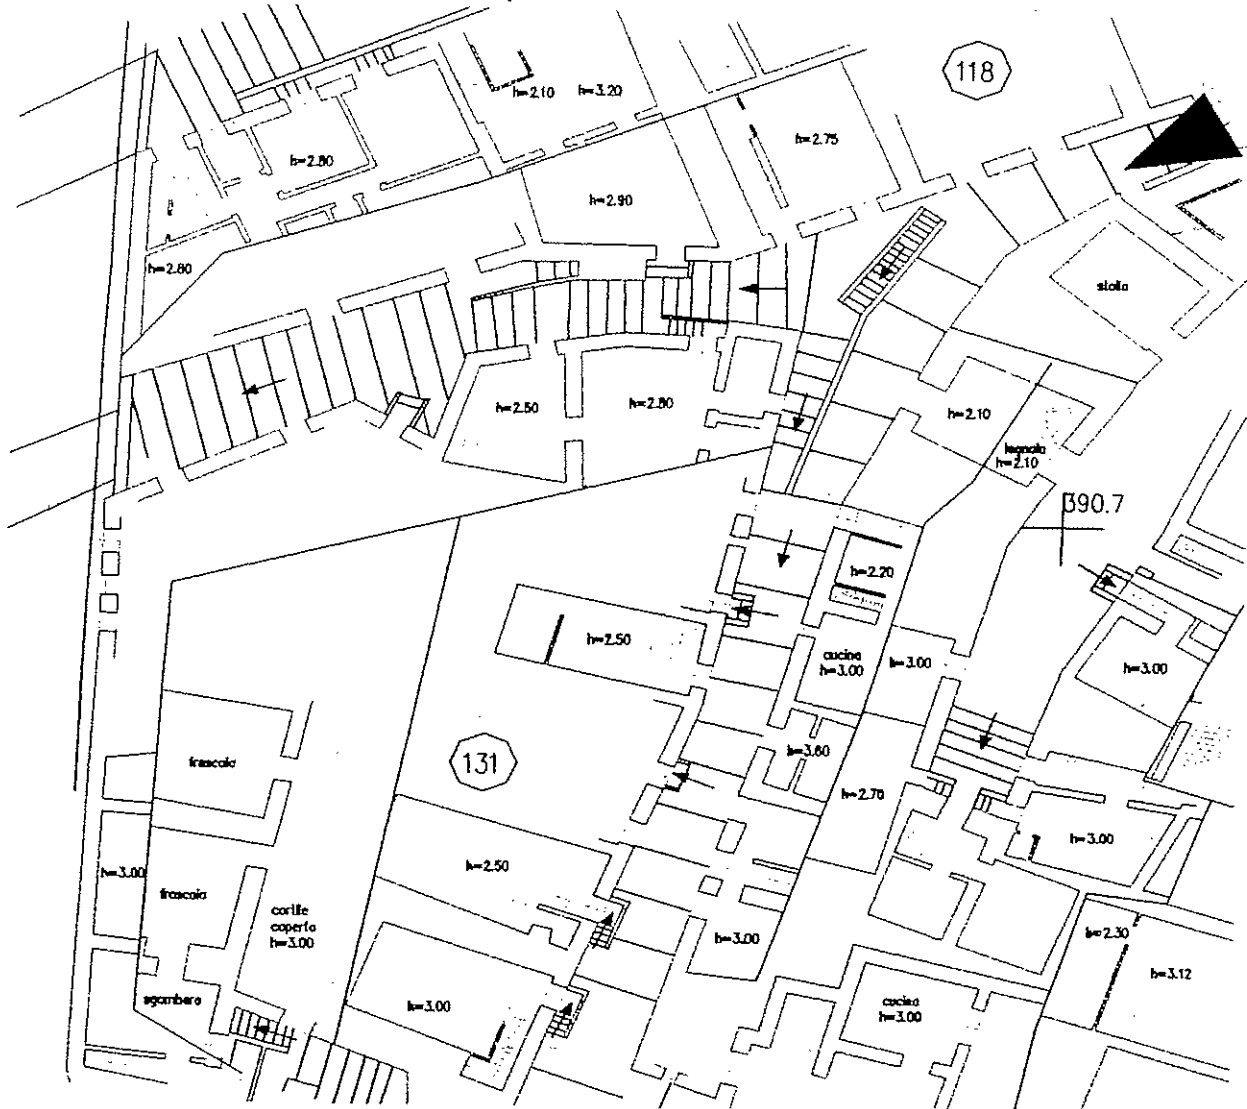 118
h=2.10 h=3.20
h=2.75
h=2.80
h=2.90
h=2.80
stalla
h=2.50
h=2.80
h=2.10
legnaia
h=2.10
390.7
h=2.20
h=2.50
cucina
h=3.00
h=3.00
h=3.00
131
h=3.60
frascaio
h=2.70
h=3.00
h=2.50
h=3.00
frascaio
cortile
coperto
h=3.00
h=3.00
h=2.30
h=3.12
sgombero
h=3.00
cucina
h=3.00